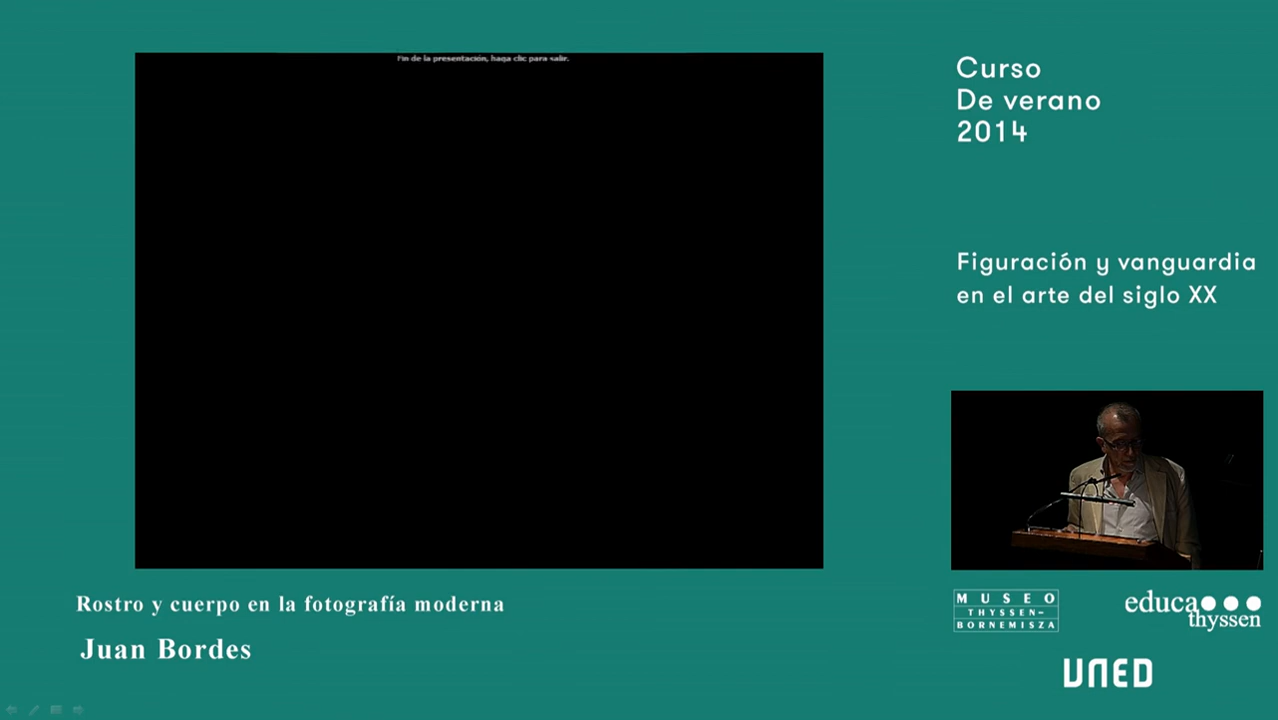 Fin de la presentación, haga clic para salir.
Curso
De verano
2014
Figuración y vanguardia
en el arte del siglo XX
Rostro y cuerpo en la fotografía moderna
Juan Bordes
MUSEO
THYSSEN-
BORNEMISZA
educa
thyssen
UNED